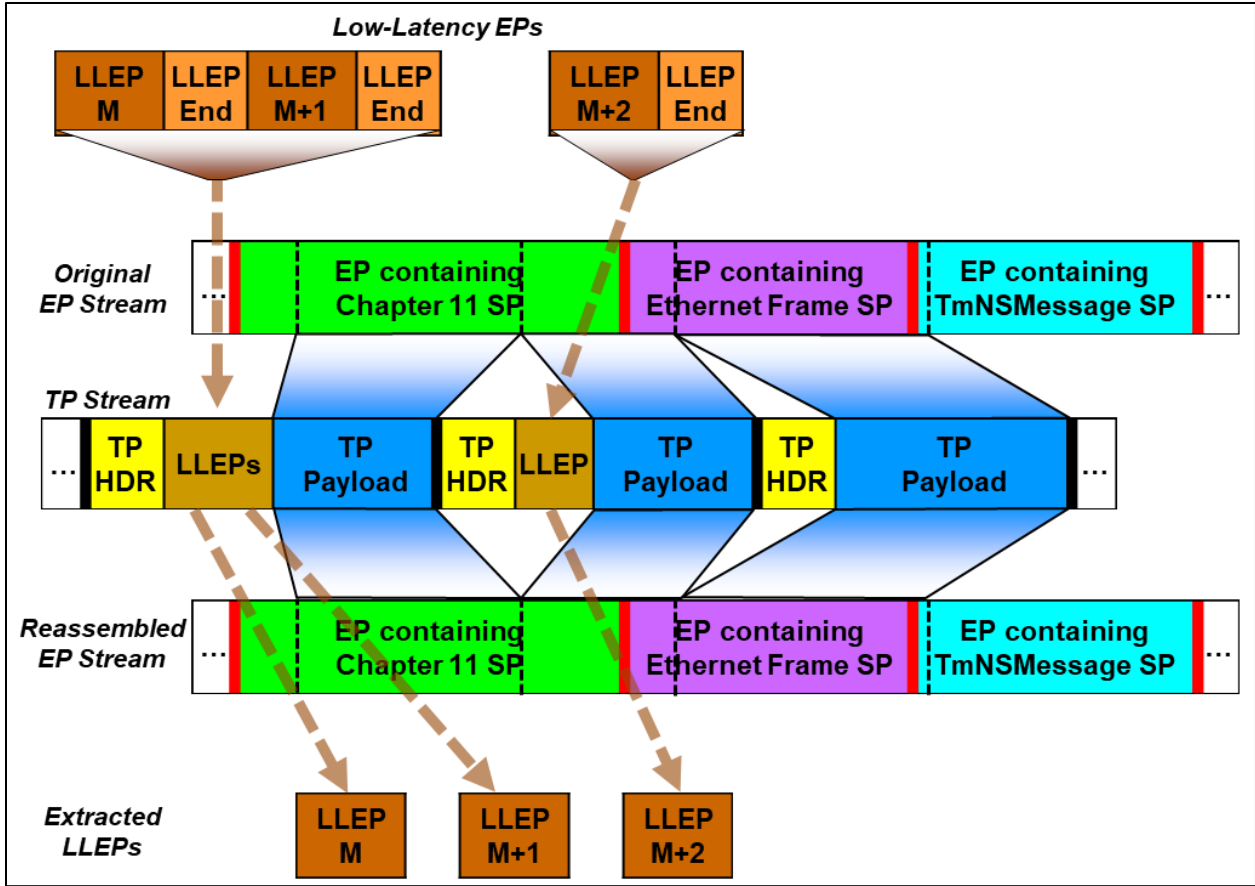 Low-Latency EPs
LLEP M
LLEP End
LLEP M+1
LLEP End
LLEP M+2
LLEP End
Original EP Stream
...
EP containing Chapter 11 SP
EP containing Ethernet Frame SP
EP containing TmNSMessage SP
...
TP Stream
...
TP HDR
LLEPs
TP Payload
TP HDR
LLEP
TP Payload
TP HDR
TP Payload
...
Reassembled EP Stream
...
EP containing Chapter 11 SP
EP containing Ethernet Frame SP
EP containing TmNSMessage SP
...
Extracted LLEPs
LLEP M
LLEP M+1
LLEP M+2